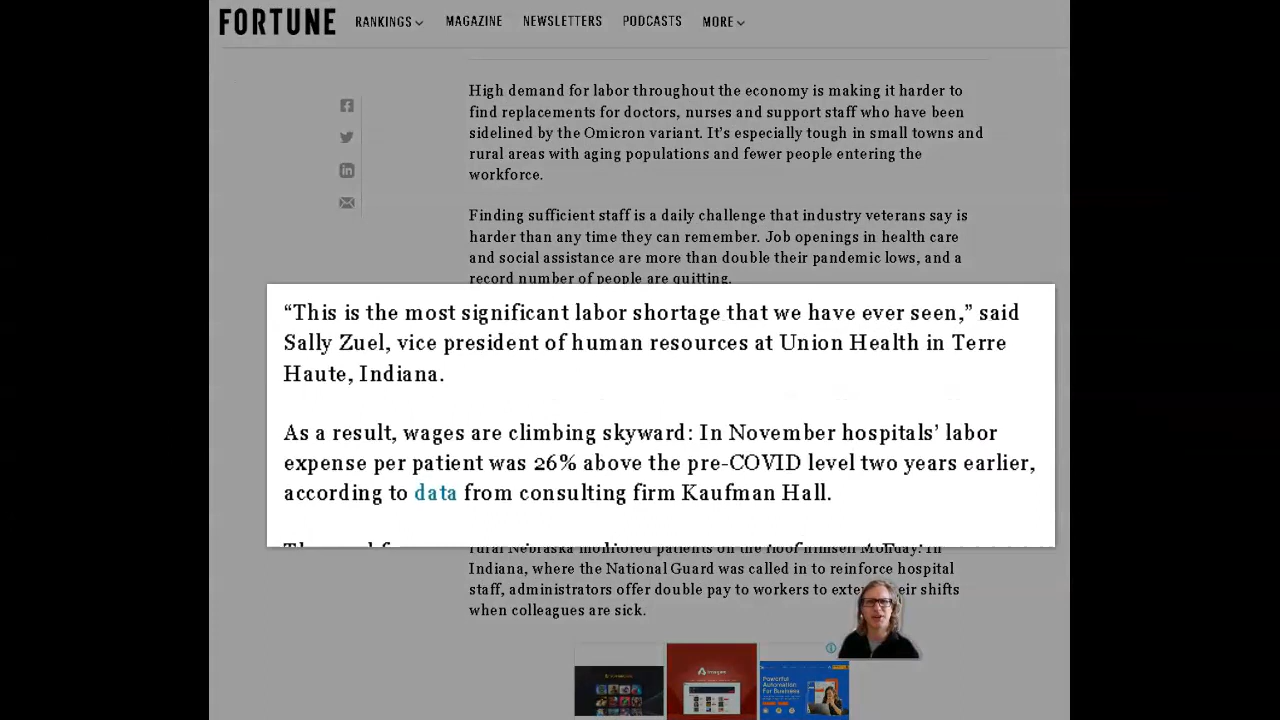 FORTUNE RANKINGS MAGAZINE NEWSLETTERS PODCASTS MORE
High demand for labor throughout the economy is making it harder to
find replacements for doctors, nurses and support staff who have been
sidelined by the Omicron variant. It’s especially tough in small towns and
rural areas with aging populations and fewer people entering the
workforce.
Finding sufficient staff is a daily challenge that industry veterans say is
harder than any time they can remember. Job openings in health care
and social assistance are more than double their pandemic lows, and a
record number of people are quitting.
“This is the most significant labor shortage that we have ever seen,” said
Sally Zuel, vice president of human resources at Union Health in Terre
Haute, Indiana.
As a result, wages are climbing skyward: In November hospitals’ labor
expense per patient was 26% above the pre-COVID level two years earlier,
according to data from consulting firm Kaufman Hall.
rural Nebraska monitored patients on the floor himself Monday. In
Indiana, where the National Guard was called in to reinforce hospital
staff, administrators offer double pay to workers to extend their shifts
when colleagues are sick.
Powerful
Automation
For Business